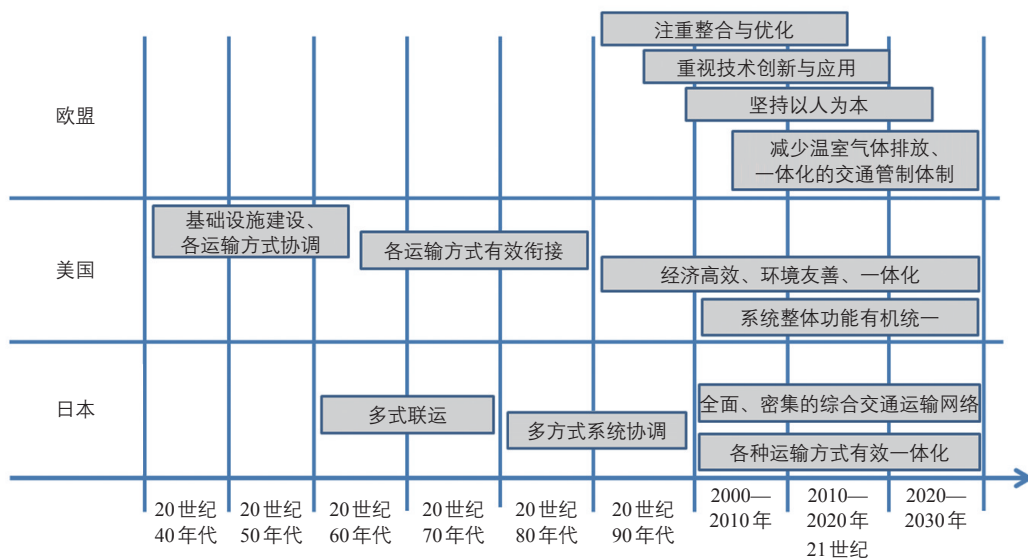 注重整合与优化
重视技术创新与应用
坚持以人为本
减少温室气体排放、
一体化的交通管制体制
欧盟
基础设施建设、
各运输方式协调
各运输方式有效衔接
经济高效、环境友善、一体化
系统整体功能有机统一
美国
多式联运
多方式系统协调
全面、密集的综合交通运输网络
各种运输方式有效一体化
日本
20世纪
40年代
20世纪
50年代
20世纪
60年代
20世纪
70年代
20世纪
80年代
20世纪
90年代
2000—
2010年
2010—
2020年
2020—
2030年
21世纪